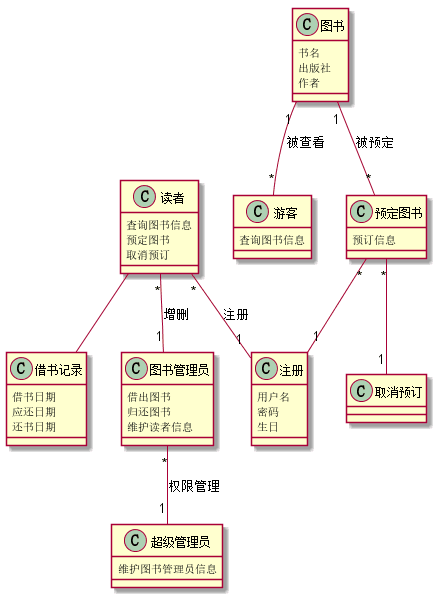 C 图书
书名
出版社
作者
1
1
被查看
被预定
*
*
C 读者
查询图书信息
预定图书
取消预订
C 游客
查询图书信息
C 预定图书
预订信息
*
*
*
*
增删
注册
1
1
1
1
C 借书记录
借书日期
应还日期
还书日期
C 图书管理员
借出图书
归还图书
维护读者信息
C 注册
用户名
密码
生日
C 取消预订
*
权限管理
1
C 超级管理员
维护图书管理员信息